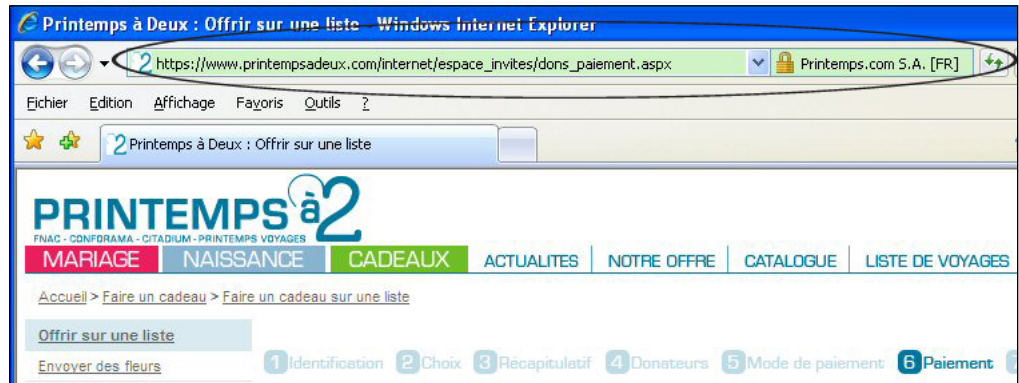 Printemps à Deux : Offrir sur une liste - Windows Internet Explorer
https://www.printempsadeux.com/internet/espace_invites/dons_paiement.aspx Printemps.com S.A. [FR]
Fichier Edition Affichage Favoris Outils ?
2 Printemps à Deux : Offrir sur une liste
PRINTEMPS à2
FNAC - CONFORAMA - CITADIUM - PRINTEMPS VOYAGES
MARIAGE NAISSANCE CADEAUX ACTUALITES NOTRE OFFRE CATALOGUE LISTE DE VOYAGES
Accueil > Faire un cadeau > Faire un cadeau sur une liste
Offrir sur une liste
Envoyer des fleurs 1 Identification 2 Choix 3 Récapitulatif 4 Donateurs 5 Mode de paiement 6 Paiement